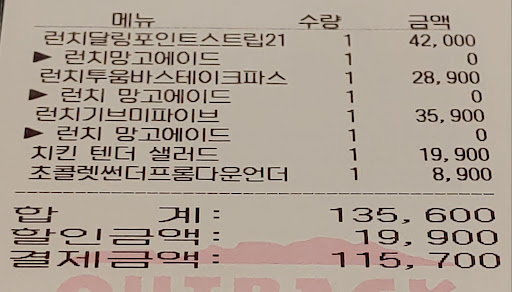 메뉴 수량 금액
런치달링포인트스트립21 1 42,000
▶ 런치망고에이드 1 0
런치투움바스테이크파스 1 28,900
▶ 런치 망고에이드 1 0
런치기브미파이브 1 35,900
▶ 런치 망고에이드 1 0
치킨 텐더 샐러드 1 19,900
초콜렛썬더프롬다운언더 1 8,900
합 계: 135,600
할인금액: 19,900
결제금액: 115,700
OUTBACK